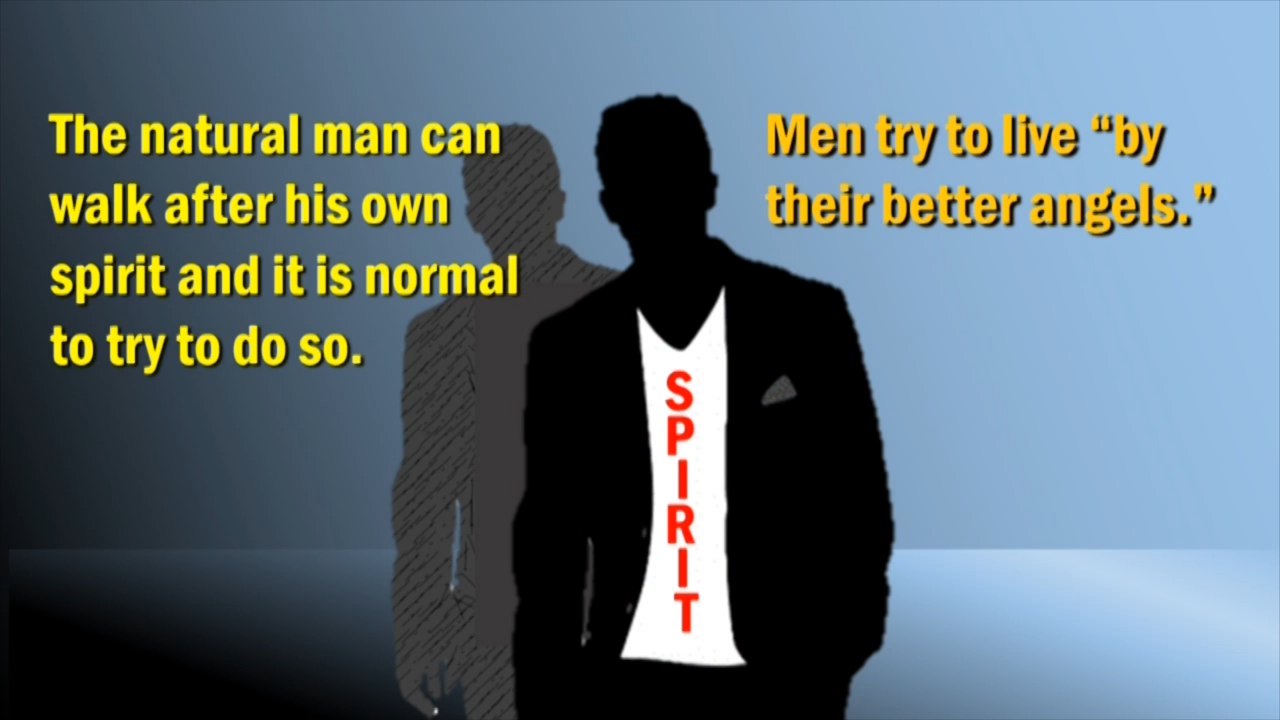 The natural man can
walk after his own
spirit and it is normal
to try to do so.
Men try to live “by
their better angels.”
SPIRIT